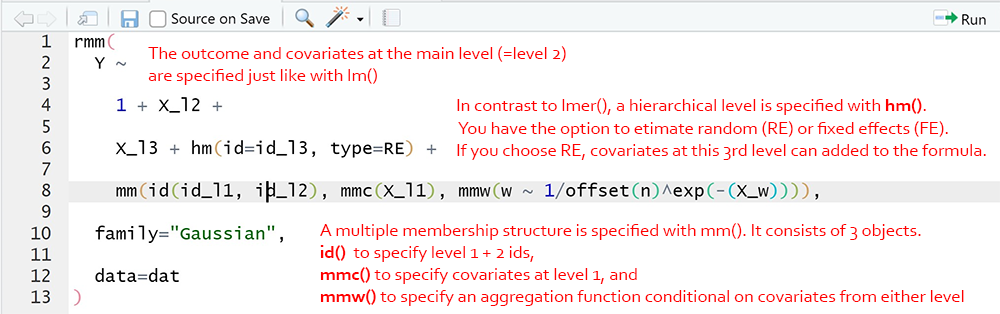 Source on Save
Run
1 rmm(
2 Y ~
The outcome and covariates at the main level (=level 2)
are specified just like with lm()
3
4 1 + X_l2 +
In contrast to lmer(), a hierarchical level is specified with hm().
5
You have the option to etimate random (RE) or fixed effects (FE).
6 X_l3 + hm(id=id_l3, type=RE) +
If you choose RE, covariates at this 3rd level can added to the formula.
7
8 mm(id(id_l1, id_l2), mmc(X_l1), mmw(w ~ 1/offset(n)^exp(-(X_w)))),
9
10 family="Gaussian",
A multiple membership structure is specified with mm(). It consists of 3 objects.
11
id() to specify level 1 + 2 ids,
12 data=dat
mmc() to specify covariates at level 1, and
13 )
mmw() to specify an aggregation function conditional on covariates from either level